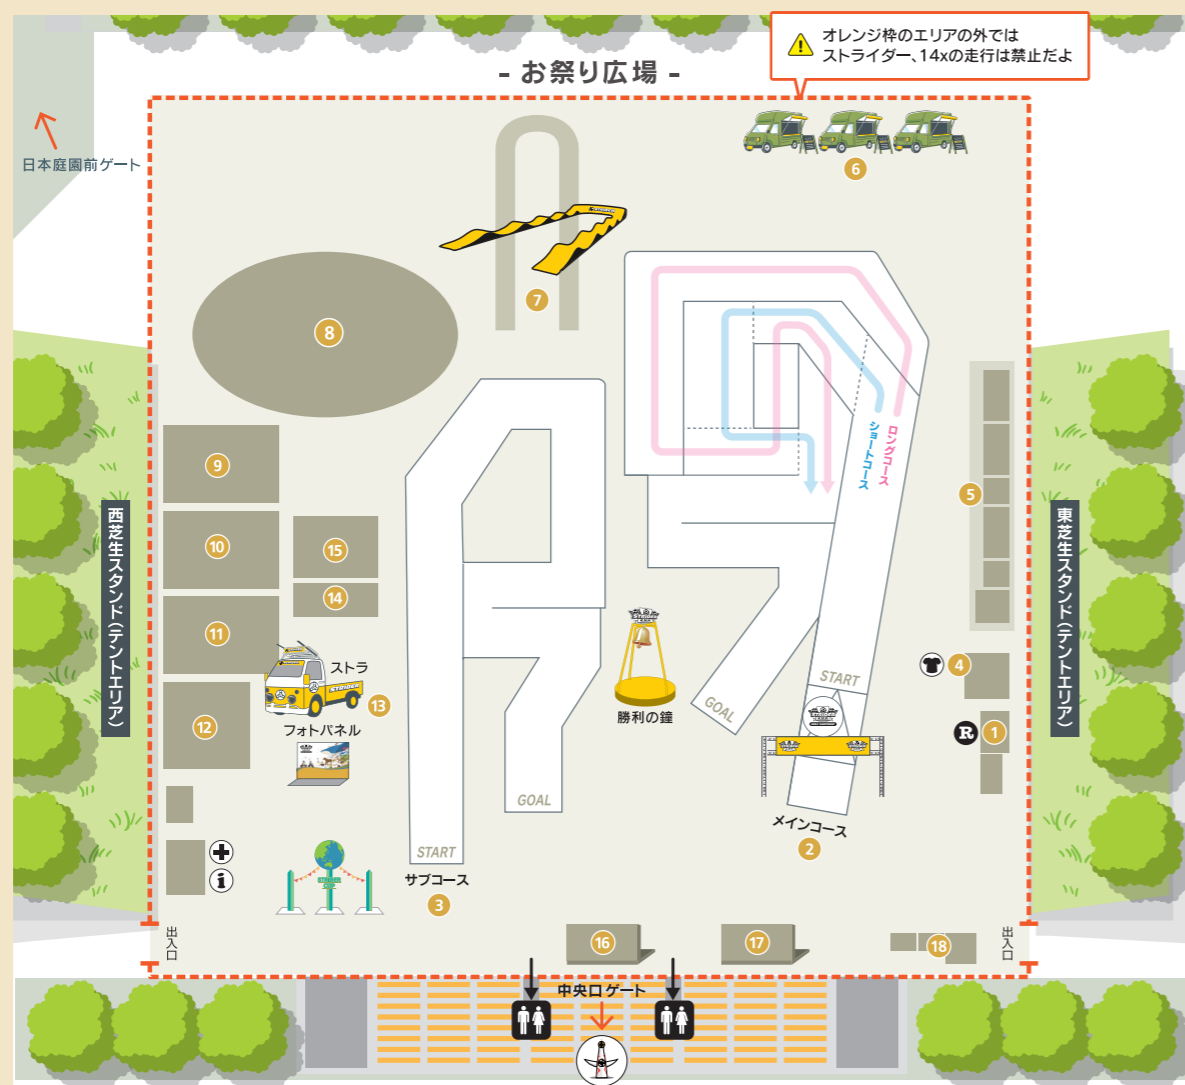 オレンジ枠のエリアの外では
ストライダー、14xの走行は禁止だよ
- お祭り広場 -
日本庭園前ゲート
6
7
8
ロングコース
ショートコース
9
5
10
15
西芝生スタンド(テントエリア)
東芝生スタンド(テントエリア)
14
11
ストラ
STRIDER
13
フォトパネル
勝利の鐘
START
GOAL
4
12
R
1
GOAL
メインコース
2
START
サブコース
3
i
出入口
16
17
18
出入口
中央口ゲート